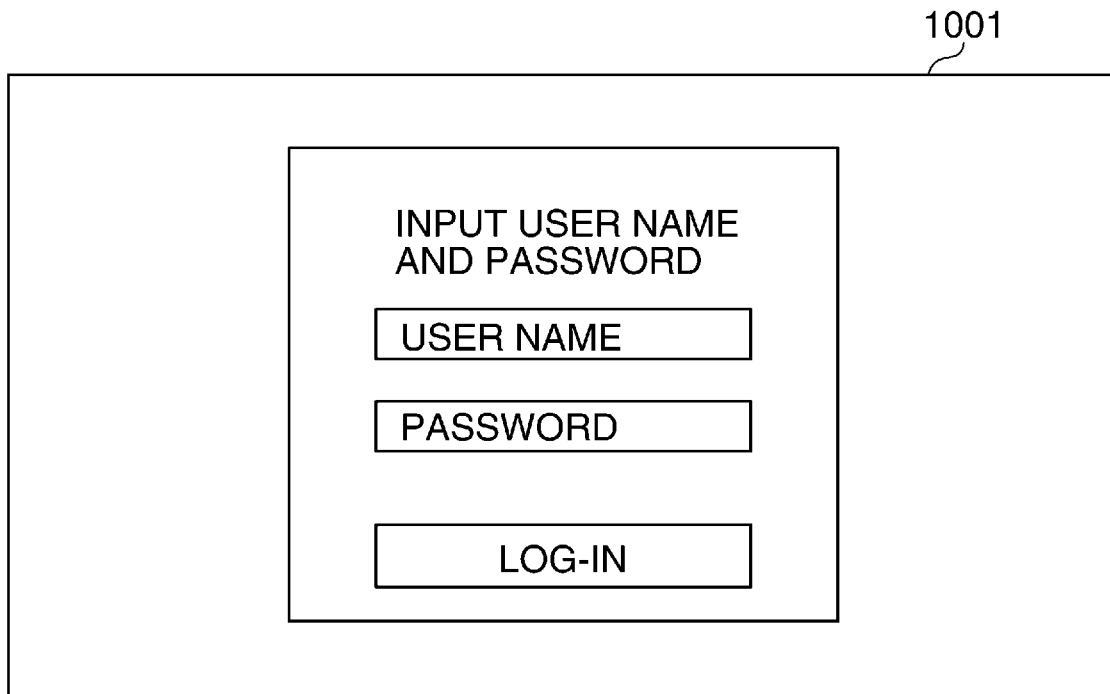 1001
INPUT USER NAME
AND PASSWORD
USER NAME
PASSWORD
LOG-IN